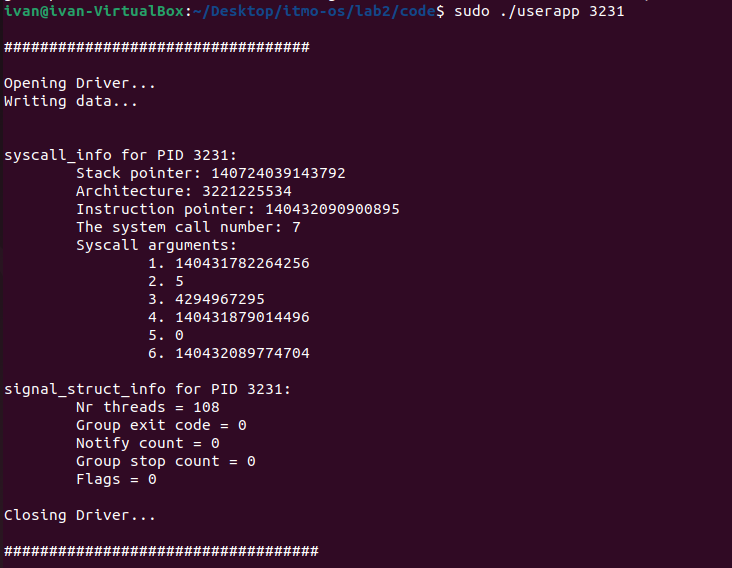 ivan@ivan-VirtualBox:~/Desktop/itmo-os/lab2/code$ sudo ./userapp 3231
##################################
Opening Driver...
Writing data...
syscall_info for PID 3231:
Stack pointer: 140724039143792
Architecture: 3221225534
Instruction pointer: 140432090900895
The system call number: 7
Syscall arguments:
1. 140431782264256
2. 5
3. 4294967295
4. 140431879014496
5. 0
6. 140432089774704
signal_struct_info for PID 3231:
Nr threads = 108
Group exit code = 0
Notify count = 0
Group stop count = 0
Flags = 0
Closing Driver...
###################################